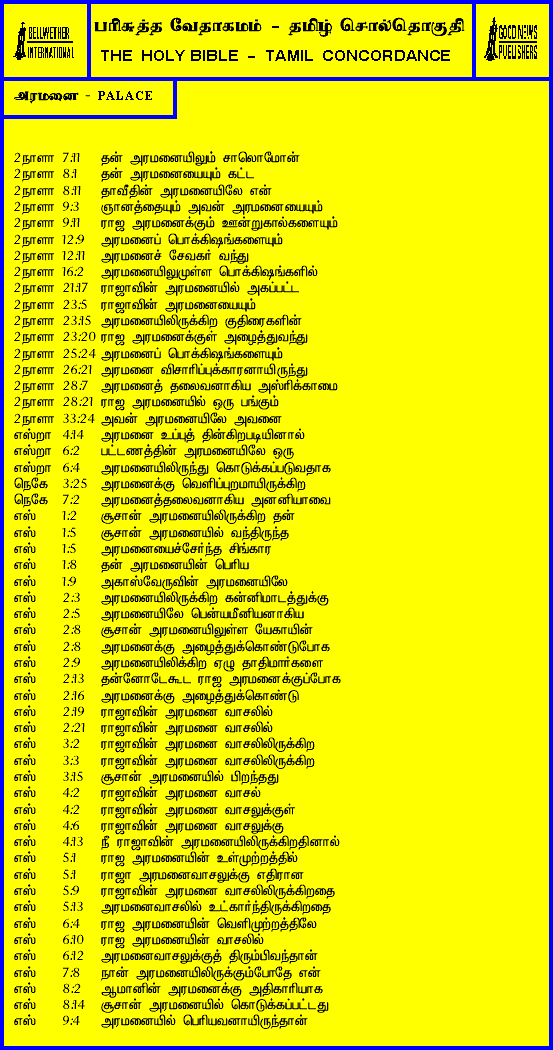 BELLWETHER
INTERNATIONAL
பரிசுத்த வேதாகமம் - தமிழ் சொல்தொகுதி
THE HOLY BIBLE - TAMIL CONCORDANCE
GOOD NEWS
PUBLISHERS
அரமனை - PALACE
2நாளா 7:11 தன் அரமனையிலும் சாலொமோன்
2நாளா 8:1 தன் அரமனையையும் கட்ட
2நாளா 8:11 தாவீதின் அரமனையிலே என்
2நாளா 9:3 ஞானத்தையும் அவன் அரமனையையும்
2நாளா 9:11 ராஜ அரமனைக்கும் ஊன்றுகால்களையும்
2நாளா 12:9 அரமனைப் பொக்கிஷங்களையும்
2நாளா 12:11 அரமனைச் சேவகர் வந்து
2நாளா 16:2 அரமனையிலுமுள்ள பொக்கிஷங்களில்
2நாளா 21:17 ராஜாவின் அரமனையில் அகப்பட்ட
2நாளா 23:5 ராஜாவின் அரமனையையும்
2நாளா 23:15 அரமனையிலிருக்கிற குதிரைகளின்
2நாளா 23:20 ராஜ அரமனைக்குள் அழைத்துவந்து
2நாளா 25:24 அரமனைப் பொக்கிஷங்களையும்
2நாளா 26:21 அரமனை விசாரிப்புக்காரனாயிருந்து
2நாளா 28:7 அரமனைத் தலைவனாகிய அஸ்ரிக்காமை
2நாளா 28:21 ராஜ அரமனையில் ஒரு பங்கும்
2நாளா 33:24 அவன் அரமனையிலே அவனை
எஸ்றா 4:14 அரமனை உப்புத் தின்கிறபடியினால்
எஸ்றா 6:2 பட்டணத்தின் அரமனையிலே ஒரு
எஸ்றா 6:4 அரமனையிலிருந்து கொடுக்கப்படுவதாக
நெகே 3:25 அரமனைக்கு வெளிப்புறமாயிருக்கிற
நெகே 7:2 அரமனைத்தலைவனாகிய அனனியாவை
எஸ் 1:2 சூசான் அரமனையிலிருக்கிற தன்
எஸ் 1:5 சூசான் அரமனையில் வந்திருந்த
எஸ் 1:5 அரமனையைச்சேர்ந்த சிங்கார
எஸ் 1:8 தன் அரமனையின் பெரிய
எஸ் 1:9 அகாஸ்வேருவின் அரமனையிலே
எஸ் 2:3 அரமனையிலிருக்கிற கன்னிமாடத்துக்கு
எஸ் 2:5 அரமனையிலே பென்யமீனியனாகிய
எஸ் 2:8 சூசான் அரமனையிலுள்ள யேகாயின்
எஸ் 2:8 அரமனைக்கு அழைத்துக்கொண்டுபோக
எஸ் 2:9 அரமனையிலிக்கிற ஏழு தாதிமார்களை
எஸ் 2:13 தன்னோடேகூட ராஜ அரமனைக்குப்போக
எஸ் 2:16 அரமனைக்கு அழைத்துக்கொண்டு
எஸ் 2:19 ராஜாவின் அரமனை வாசலில்
எஸ் 2:21 ராஜாவின் அரமனை வாசலில்
எஸ் 3:2 ராஜாவின் அரமனை வாசலிலிருக்கிற
எஸ் 3:3 ராஜாவின் அரமனை வாசலிலிருக்கிற
எஸ் 3:15 சூசான் அரமனையில் பிறந்தது
எஸ் 4:2 ராஜாவின் அரமனை வாசல்
எஸ் 4:2 ராஜாவின் அரமனை வாசலுக்குள்
எஸ் 4:6 ராஜாவின் அரமனை வாசலுக்கு
எஸ் 4:13 நீ ராஜாவின் அரமனையிலிருக்கிறதினால்
எஸ் 5:1 ராஜ அரமனையின் உள்முற்றத்தில்
எஸ் 5:1 ராஜா அரமனைவாசலுக்கு எதிரான
எஸ் 5:9 ராஜாவின் அரமனை வாசலிலிருக்கிறதை
எஸ் 5:13 அரமனைவாசலில் உட்கார்ந்திருக்கிறதை
எஸ் 6:4 ராஜ அரமனையின் வெளிமுற்றத்திலே
எஸ் 6:10 ராஜ அரமனையின் வாசலில்
எஸ் 6:12 அரமனைவாசலுக்குத் திரும்பிவந்தான்
எஸ் 7:8 நான் அரமனையிலிருக்கும்போதே என்
எஸ் 8:2 ஆமானின் அரமனைக்கு அதிகாரியாக
எஸ் 8:14 சூசான் அரமனையில் கொடுக்கப்பட்டது
எஸ் 9:4 அரமனையில் பெரியவனாயிருந்தான்